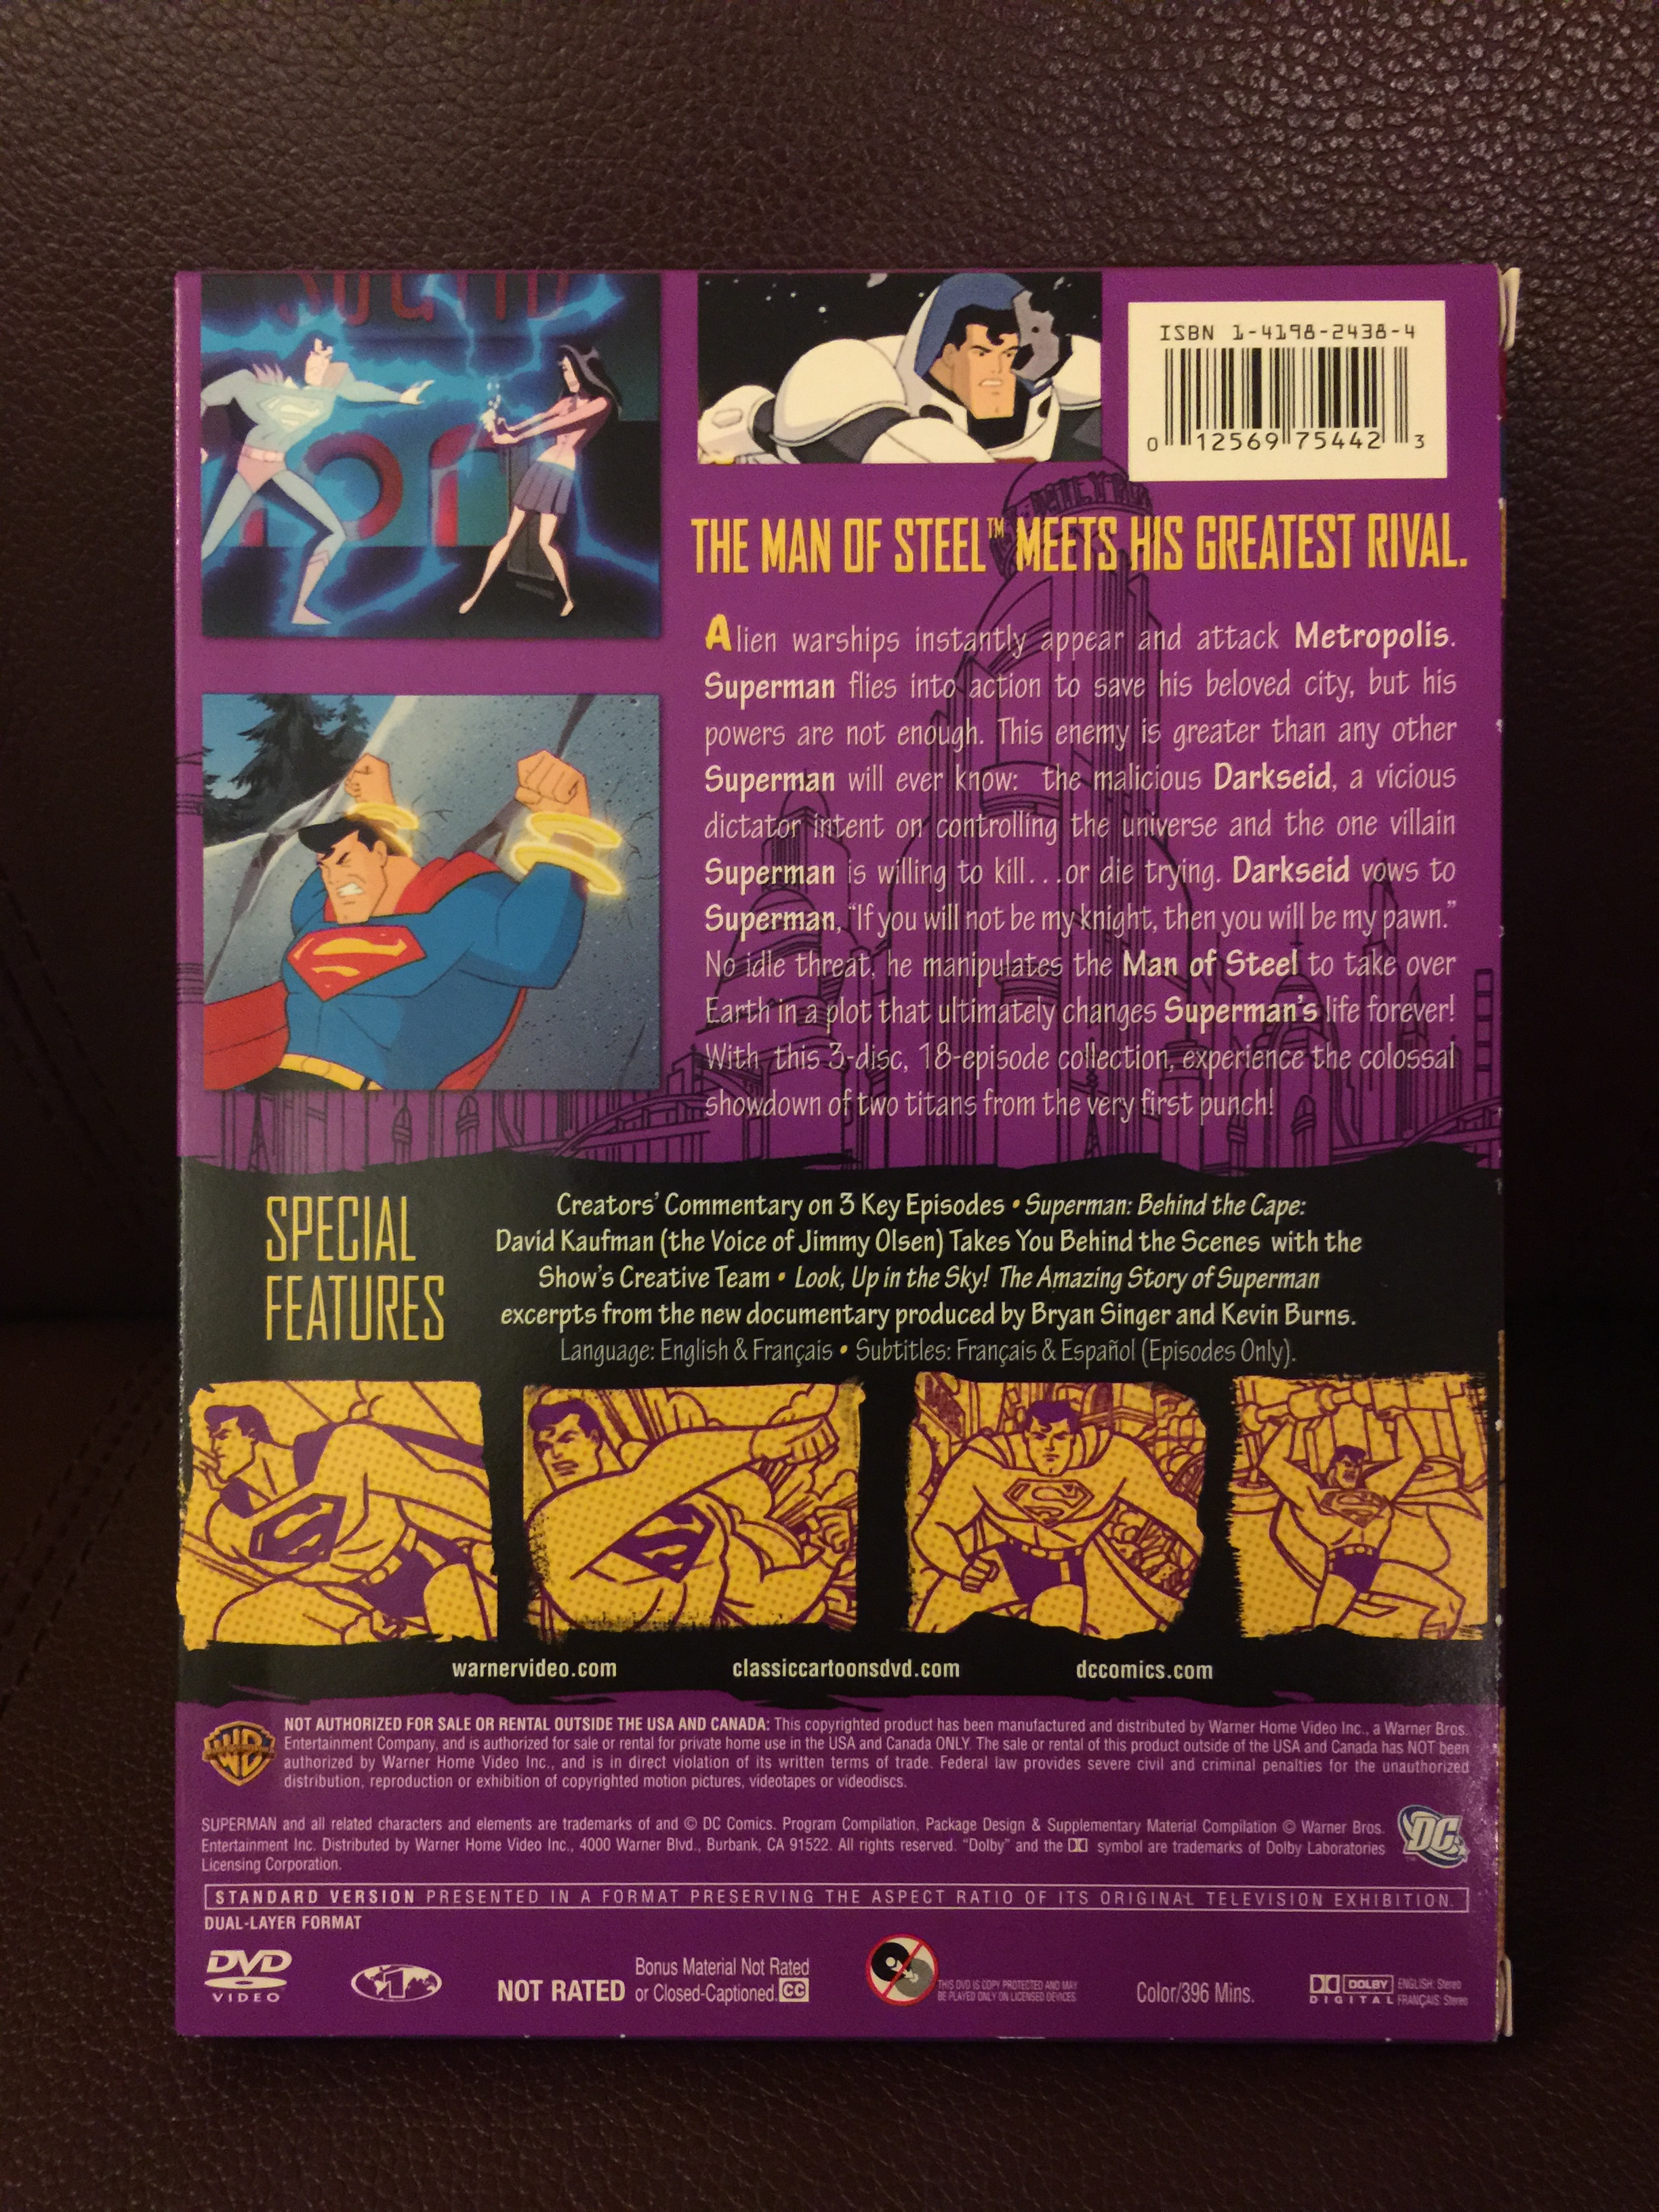 ISBN 1-4198-2438-4
0 12569 75442 3
THE MAN OF STEEL™ MEETS HIS GREATEST RIVAL.
Alien warships instantly appear and attack Metropolis.
Superman flies into action to save his beloved city, but his
powers are not enough. This enemy is greater than any other
Superman will ever know: the malicious Darkseid, a vicious
dictator intent on controlling the universe and the one villain
Superman is willing to kill...or die trying. Darkseid vows to
Superman, “If you will not be my knight, then you will be my pawn.”
No idle threat, he manipulates the Man of Steel to take over
Earth in a plot that ultimately changes Superman's life forever!
With this 3-disc, 18-episode collection, experience the colossal
showdown of two titans from the very first punch!
SPECIAL
FEATURES
Creators' Commentary on 3 Key Episodes • Superman: Behind the Cape:
David Kaufman (the Voice of Jimmy Olsen) Takes You Behind the Scenes with the
Show's Creative Team • Look, Up in the Sky! The Amazing Story of Superman
excerpts from the new documentary produced by Bryan Singer and Kevin Burns.
Language: English & Français • Subtitles: Français & Español (Episodes Only).
warnervideo.com classiccartoonsdvd.com dccomics.com
NOT AUTHORIZED FOR SALE OR RENTAL OUTSIDE THE USA AND CANADA: This copyrighted product has been manufactured and distributed by Warner Home Video Inc., a Warner Bros.
Entertainment Company, and is authorized for sale or rental for private home use in the USA and Canada ONLY. The sale or rental of this product outside of the USA and Canada has NOT been
authorized by Warner Home Video Inc., and is in direct violation of its written terms of trade. Federal law provides severe civil and criminal penalties for the unauthorized
distribution, reproduction or exhibition of copyrighted motion pictures, videotapes or videodiscs.
SUPERMAN and all related characters and elements are trademarks of and © DC Comics. Program Compilation, Package Design & Supplementary Material Compilation © Warner Bros.
Entertainment Inc. Distributed by Warner Home Video Inc., 4000 Warner Blvd., Burbank, CA 91522. All rights reserved. “Dolby” and the symbol are trademarks of Dolby Laboratories
Licensing Corporation.
DC
STANDARD VERSION PRESENTED IN A FORMAT PRESERVING THE ASPECT RATIO OF ITS ORIGINAL TELEVISION EXHIBITION.
DUAL-LAYER FORMAT
DVD
VIDEO
1
NOT RATED
Bonus Material Not Rated
or Closed-Captioned. CC
THIS DVD IS COPY PROTECTED AND MAY
BE PLAYED ONLY ON LICENSED DEVICES.
Color/396 Mins.
DOLBY
DIGITAL
ENGLISH: Stereo
FRANÇAIS: Stereo